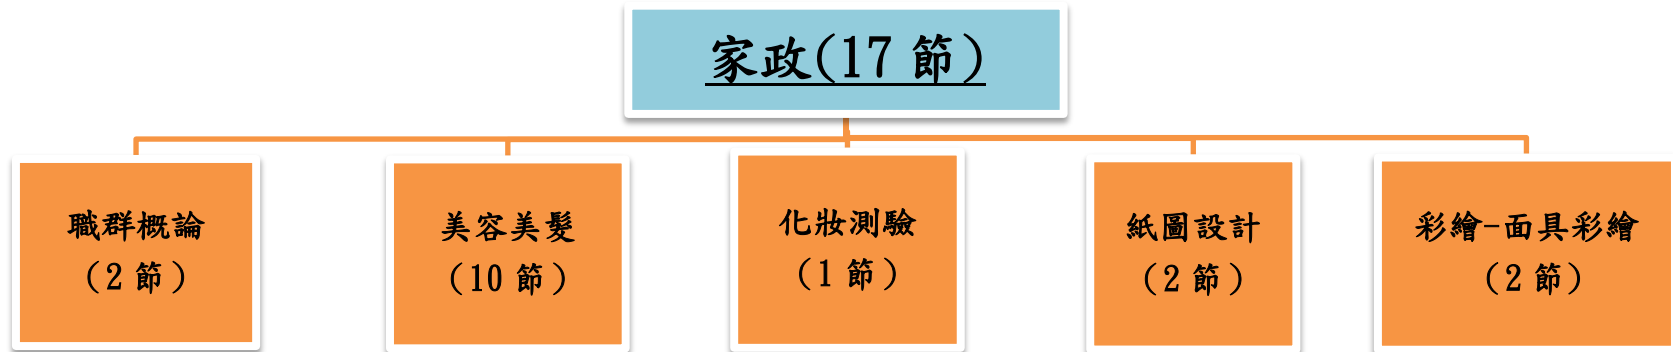 家政(17 節)
職群概論
(2 節)
美容美髮
(10 節)
化妝測驗
(1 節)
紙圖設計
(2 節)
彩繪-面具彩繪
(2 節)